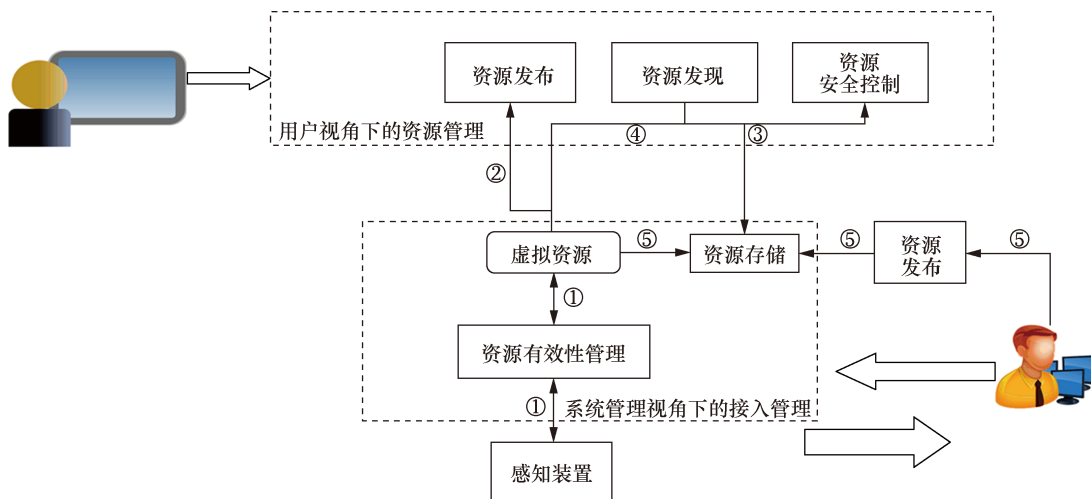 资源发布
资源发现
资源
安全控制
用户视角下的资源管理
④
③
②
虚拟资源
⑤
资源存储
⑤
资源
发布
⑤
①
资源有效性管理
①
系统管理视角下的接入管理
感知装置